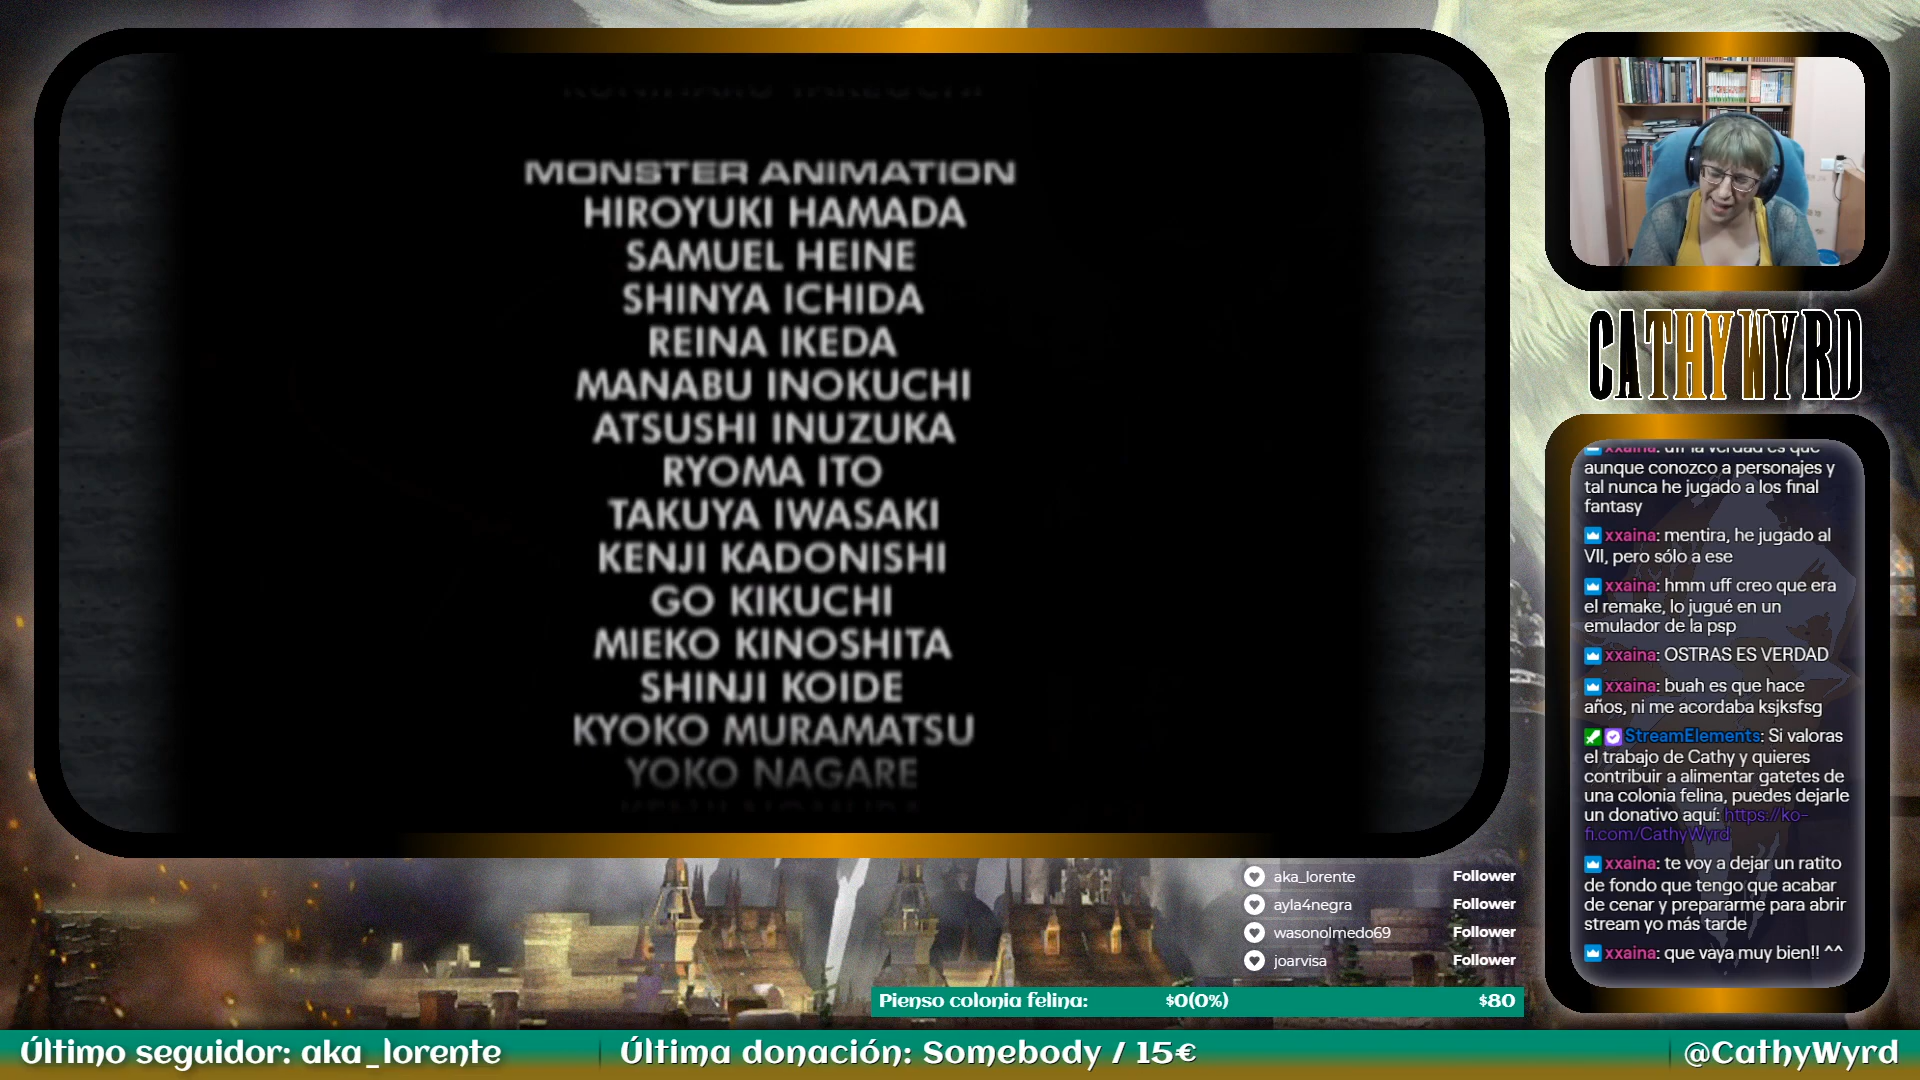 MONSTER ANIMATION
HIROYUKI HAMADA
SAMUEL HEINE
SHINYA ICHIDA
REINA IKEDA
MANABU INOKUCHI
ATSUSHI INUZUKA
RYOMA ITO
TAKUYA IWASAKI
KENJI KADONISHI
GO KIKUCHI
MIEKO KINOSHITA
SHINJI KOIDE
KYOKO MURAMATSU
YOKO NAGARE
CATHYWYRD
xxaina: uff la verdad es que
aunque conozco a personajes y
tal nunca he jugado a los final
fantasy
xxaina: mentira, he jugado al
VII, pero sólo a ese
xxaina: hmm uff creo que era
el remake, lo jugué en un
emulador de la psp
xxaina: OSTRAS ES VERDAD
xxaina: buah es que hace
años, ni me acordaba ksjksfsg
StreamElements: Si valoras
el trabajo de Cathy y quieres
contribuir a alimentar gatetes de
una colonia felina, puedes dejarle
un donativo aquí: https://ko-
fi.com/CathyWyrd
xxaina: te voy a dejar un ratito
de fondo que tengo que acabar
de cenar y prepararme para abrir
stream yo más tarde
xxaina: que vaya muy bien!! ^^
aka_lorente Follower
ayla4negra Follower
wasonolmedo69 Follower
joarvisa Follower
Pienso colonia felina: $0(0%) $80
Último seguidor: aka_lorente Última donación: Somebody / 15€ @CathyWyrd